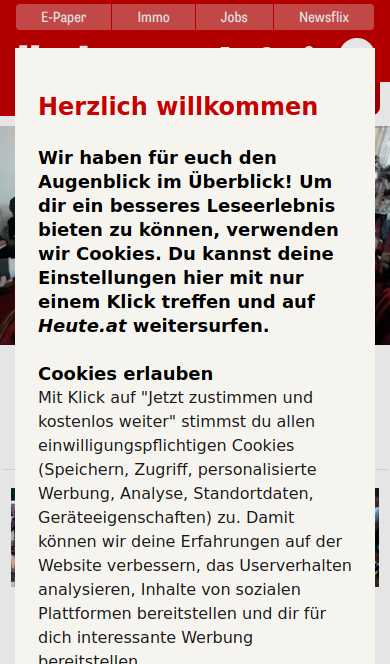 E-Paper Immo Jobs Newsflix
Herzlich willkommen
Wir haben für euch den
Augenblick im Überblick! Um
dir ein besseres Leseerlebnis
bieten zu können, verwenden
wir Cookies. Du kannst deine
Einstellungen hier mit nur
einem Klick treffen und auf
Heute.at weitersurfen.
Cookies erlauben
Mit Klick auf "Jetzt zustimmen und
kostenlos weiter" stimmst du allen
einwilligungspflichtigen Cookies
(Speichern, Zugriff, personalisierte
Werbung, Analyse, Standortdaten,
Geräteeigenschaften) zu. Damit
können wir deine Erfahrungen auf der
Website verbessern, das Userverhalten
analysieren, Inhalte von sozialen
Plattformen bereitstellen und dir für
dich interessante Werbung
bereitstellen